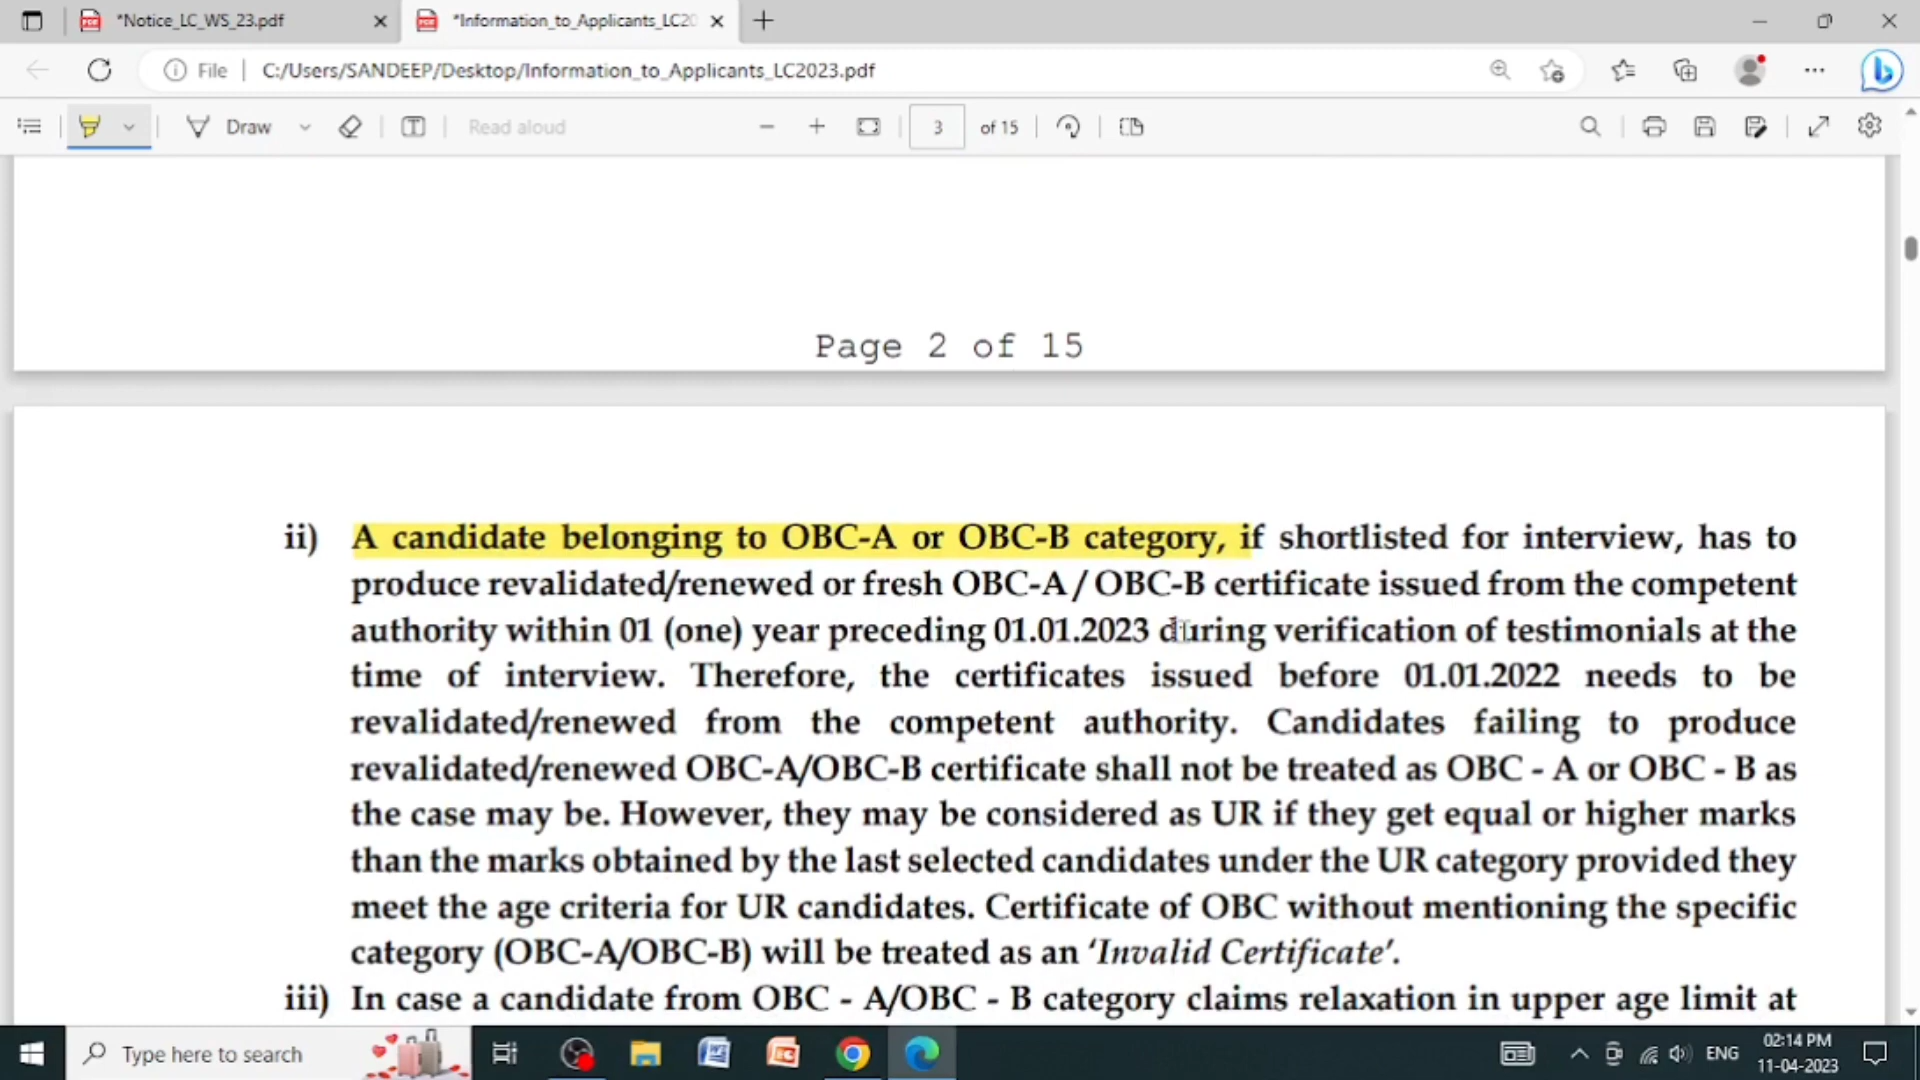 *Notice_LC_WS_23.pdf
*Information_to_Applicants_LC20
File
C:/Users/SANDEEP/Desktop/Information_to_Applicants_LC2023.pdf
Draw
Read aloud
3
of 15
Page 2 of 15
ii) A candidate belonging to OBC-A or OBC-B category, if shortlisted for interview, has to
produce revalidated/renewed or fresh OBC-A / OBC-B certificate issued from the competent
authority within 01 (one) year preceding 01.01.2023 during verification of testimonials at the
time of interview. Therefore, the certificates issued before 01.01.2022 needs to be
revalidated/renewed from the competent authority. Candidates failing to produce
revalidated/renewed OBC-A/OBC-B certificate shall not be treated as OBC - A or OBC - B as
the case may be. However, they may be considered as UR if they get equal or higher marks
than the marks obtained by the last selected candidates under the UR category provided they
meet the age criteria for UR candidates. Certificate of OBC without mentioning the specific
category (OBC-A/OBC-B) will be treated as an ‘Invalid Certificate’.
iii) In case a candidate from OBC - A/OBC - B category claims relaxation in upper age limit at
Type here to search
ENG
02:14 PM
11-04-2023